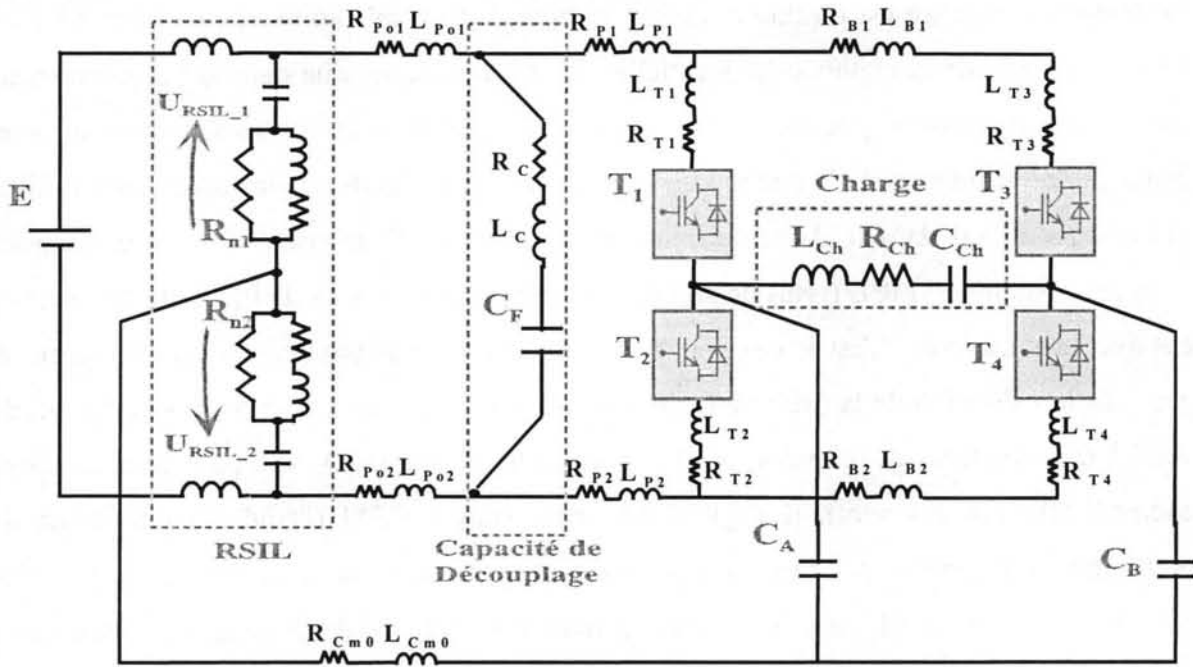 R Po1 L Po1
R P1 L P1
R B1 L B1
U RSIL_1
L T1
L T3
R C
R T1
R T3
E
T1
T3
Charge
R n1
L C
L Ch R Ch C Ch
R n2
C F
T2
T4
U RSIL_2
L T2
L T4
R Po2 L Po2
R P2 L P2
R T2
R B2 L B2
R T4
RSIL
Capacité de
Découplage
C A
C B
R Cm0 L Cm0